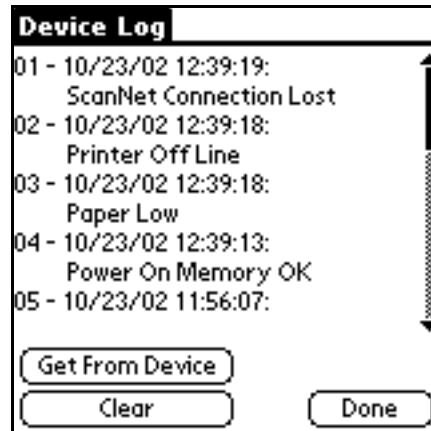 Device Log
01 - 10/23/02 12:39:19:
ScanNet Connection Lost
02 - 10/23/02 12:39:18:
Printer Off Line
03 - 10/23/02 12:39:18:
Paper Low
04 - 10/23/02 12:39:13:
Power On Memory OK
05 - 10/23/02 11:56:07:
Get From Device
Clear Done